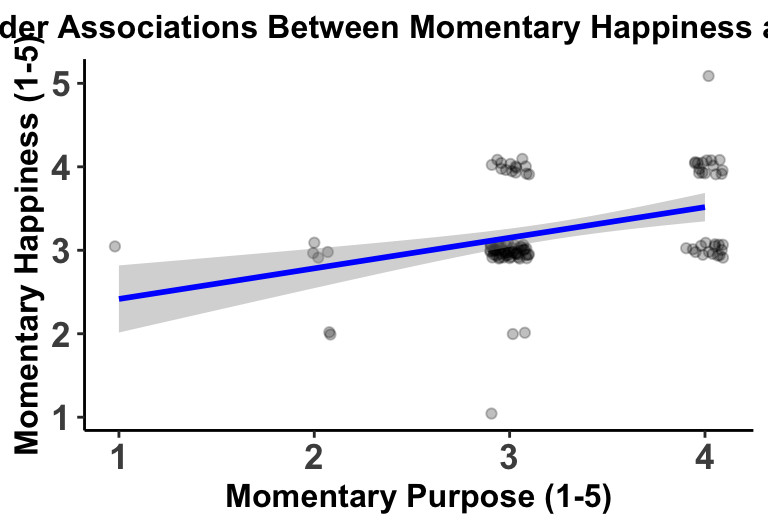 der Associations Between Momentary Happiness a
Momentary Happiness (1-5)
5
4
3
2
1
1 2 3 4
Momentary Purpose (1-5)